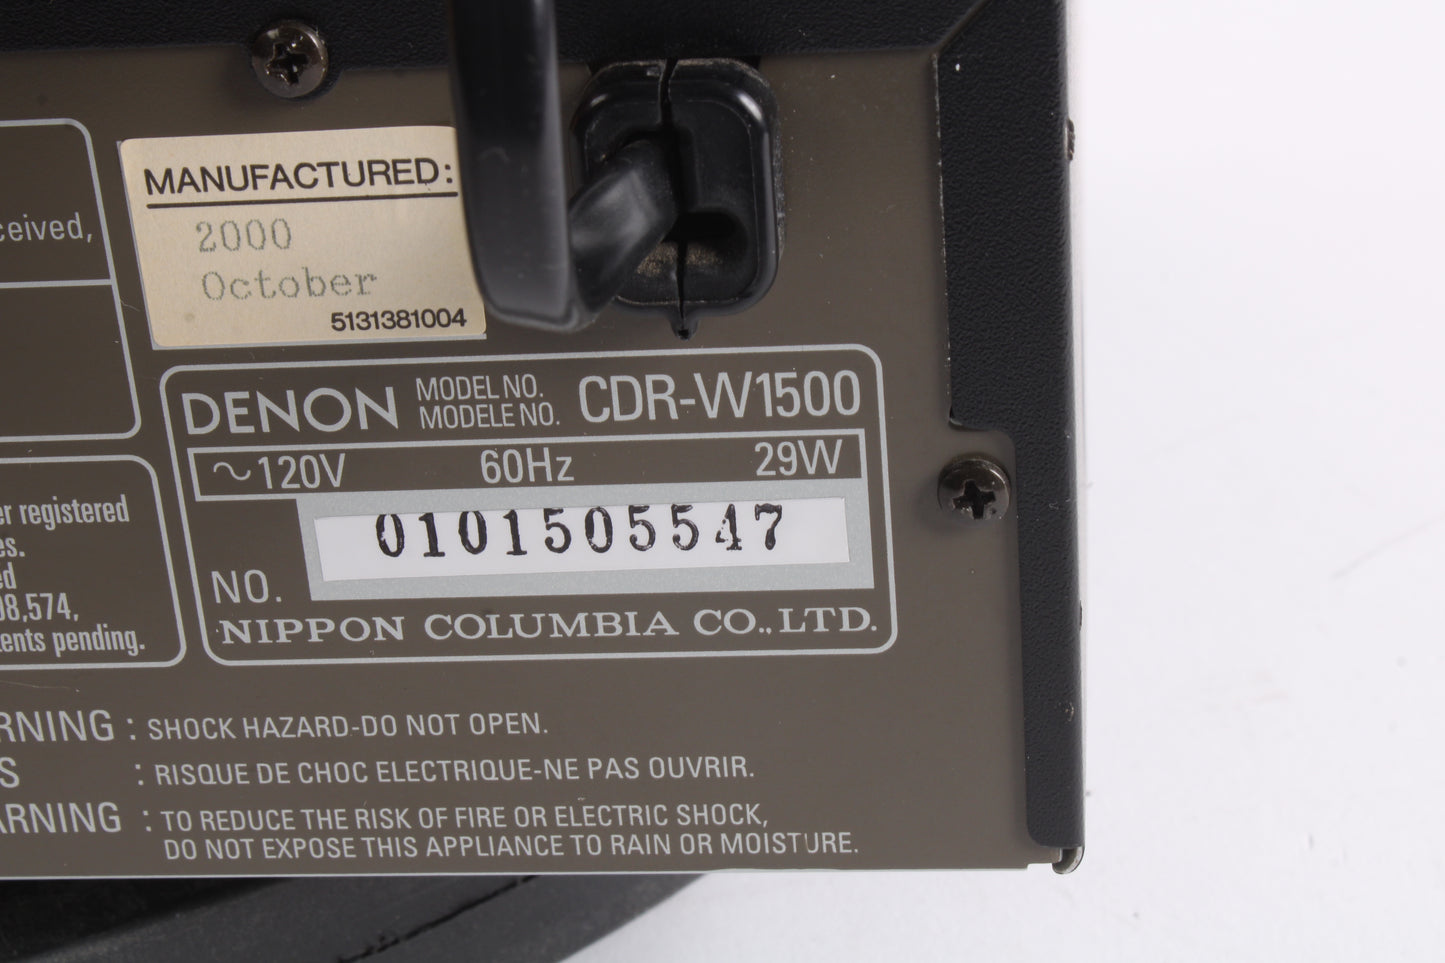 ceived,
MANUFACTURED:
2000
October
5131381004
DENON MODEL NO. CDR-W1500
MODELE NO.
~120V 60Hz 29W
0101505547
NO.
NIPPON COLUMBIA CO., LTD.
er registered
es.
ed
08,574,
tents pending.
RNING : SHOCK HAZARD-DO NOT OPEN.
S : RISQUE DE CHOC ELECTRIQUE-NE PAS OUVRIR.
ARNING : TO REDUCE THE RISK OF FIRE OR ELECTRIC SHOCK,
DO NOT EXPOSE THIS APPLIANCE TO RAIN OR MOISTURE.